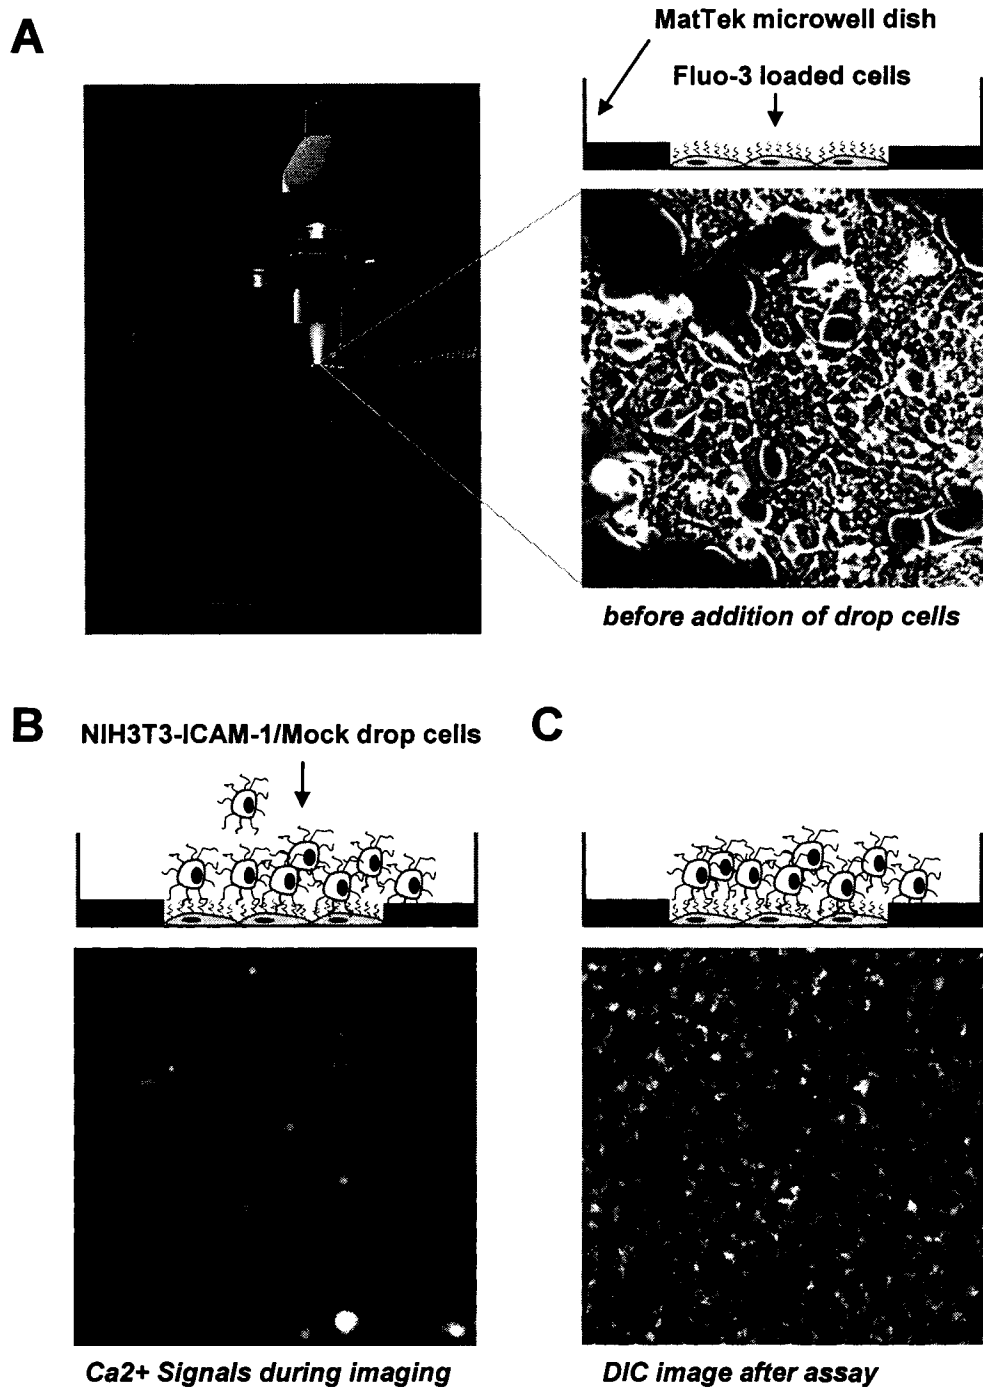 A
MatTek microwell dish
Fluo-3 loaded cells
before addition of drop cells
B
NIH3T3-ICAM-1/Mock drop cells
C
Ca2+ Signals during imaging
DIC image after assay